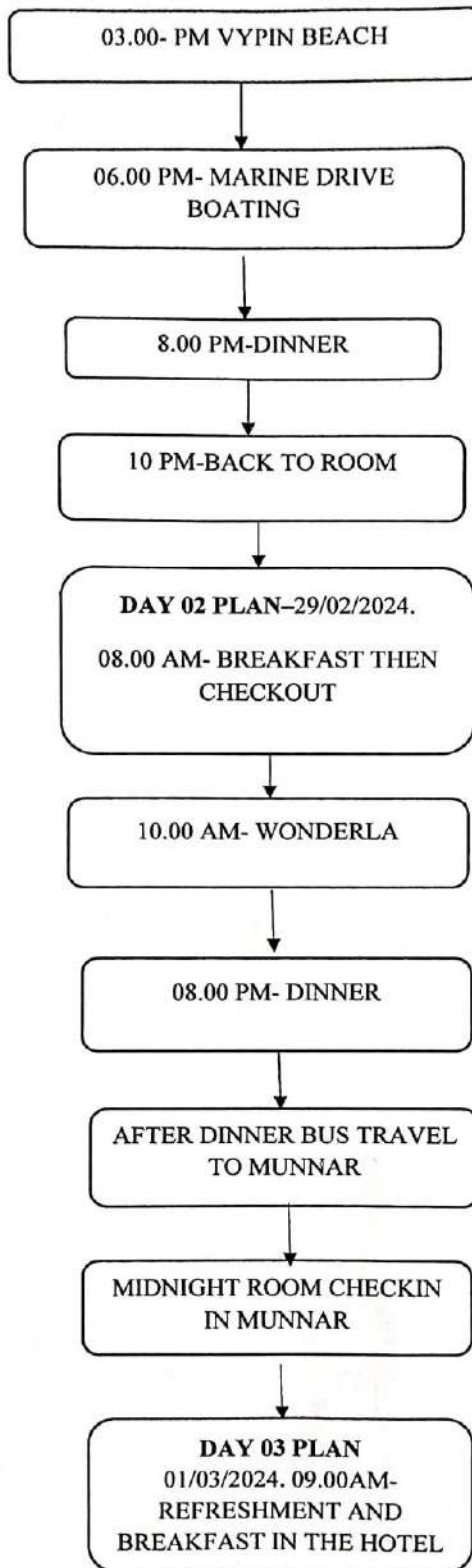 03.00- PM VYPIN BEACH
06.00 PM- MARINE DRIVE
BOATING
8.00 PM-DINNER
10 PM-BACK TO ROOM
DAY 02 PLAN–29/02/2024.
08.00 AM- BREAKFAST THEN
CHECKOUT
10.00 AM- WONDERLA
08.00 PM- DINNER
AFTER DINNER BUS TRAVEL
TO MUNNAR
MIDNIGHT ROOM CHECKIN
IN MUNNAR
DAY 03 PLAN
01/03/2024. 09.00AM-
REFRESHMENT AND
BREAKFAST IN THE HOTEL